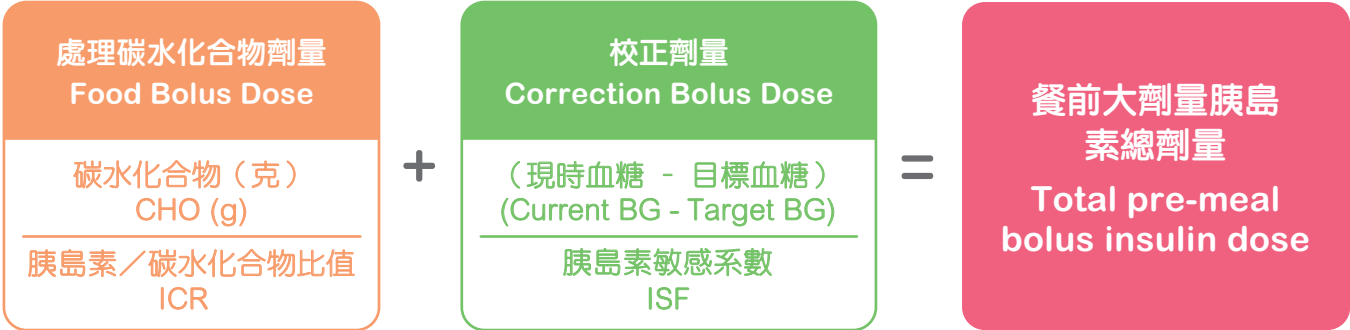 處理碳水化合物劑量
Food Bolus Dose
碳水化合物（克）
CHO (g)
胰島素／碳水化合物比值
ICR
+
校正劑量
Correction Bolus Dose
（現時血糖 - 目標血糖）
(Current BG - Target BG)
胰島素敏感系數
ISF
=
餐前大劑量胰島
素總劑量
Total pre-meal
bolus insulin dose